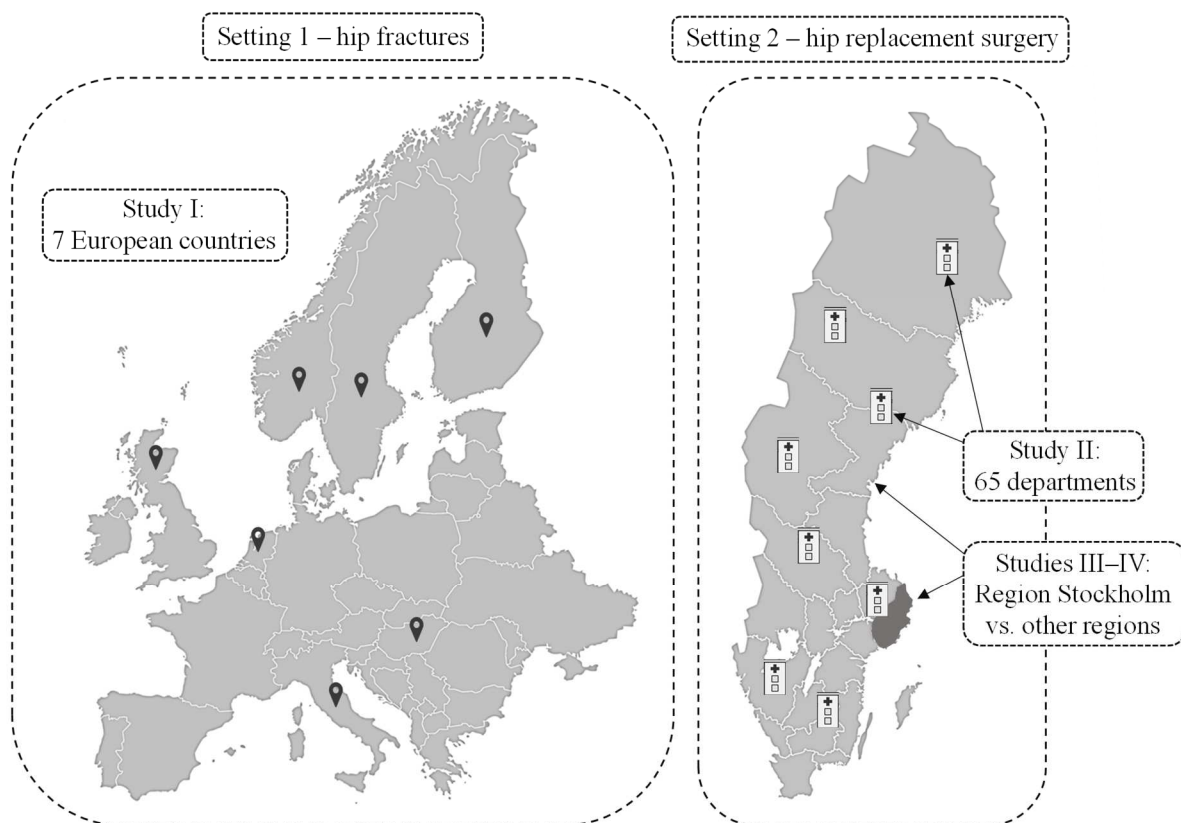 Setting 1 – hip fractures
Setting 2 – hip replacement surgery
Study I:
7 European countries
Study II:
65 departments
Studies III–IV:
Region Stockholm
vs. other regions